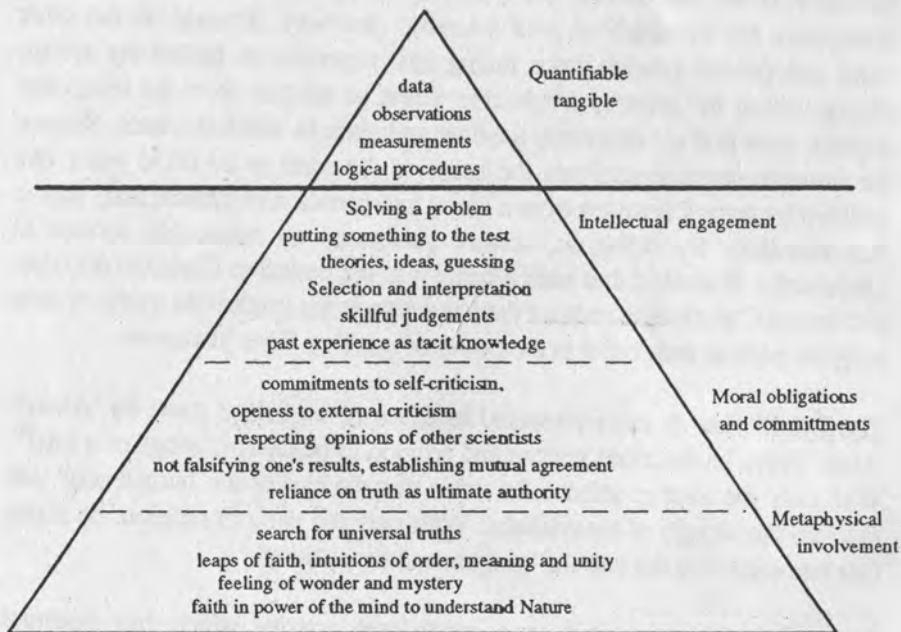 data
observations
measurements
logical procedures
Quantifiable
tangible
Solving a problem
putting something to the test
theories, ideas, guessing
Selection and interpretation
skillful judgements
past experience as tacit knowledge
Intellectual engagement
commitments to self-criticism,
openess to external criticism
respecting opinions of other scientists
not falsifying one's results, establishing mutual agreement
reliance on truth as ultimate authority
Moral obligations
and committments
search for universal truths
leaps of faith, intuitions of order, meaning and unity
feeling of wonder and mystery
faith in power of the mind to understand Nature
Metaphysical
involvement